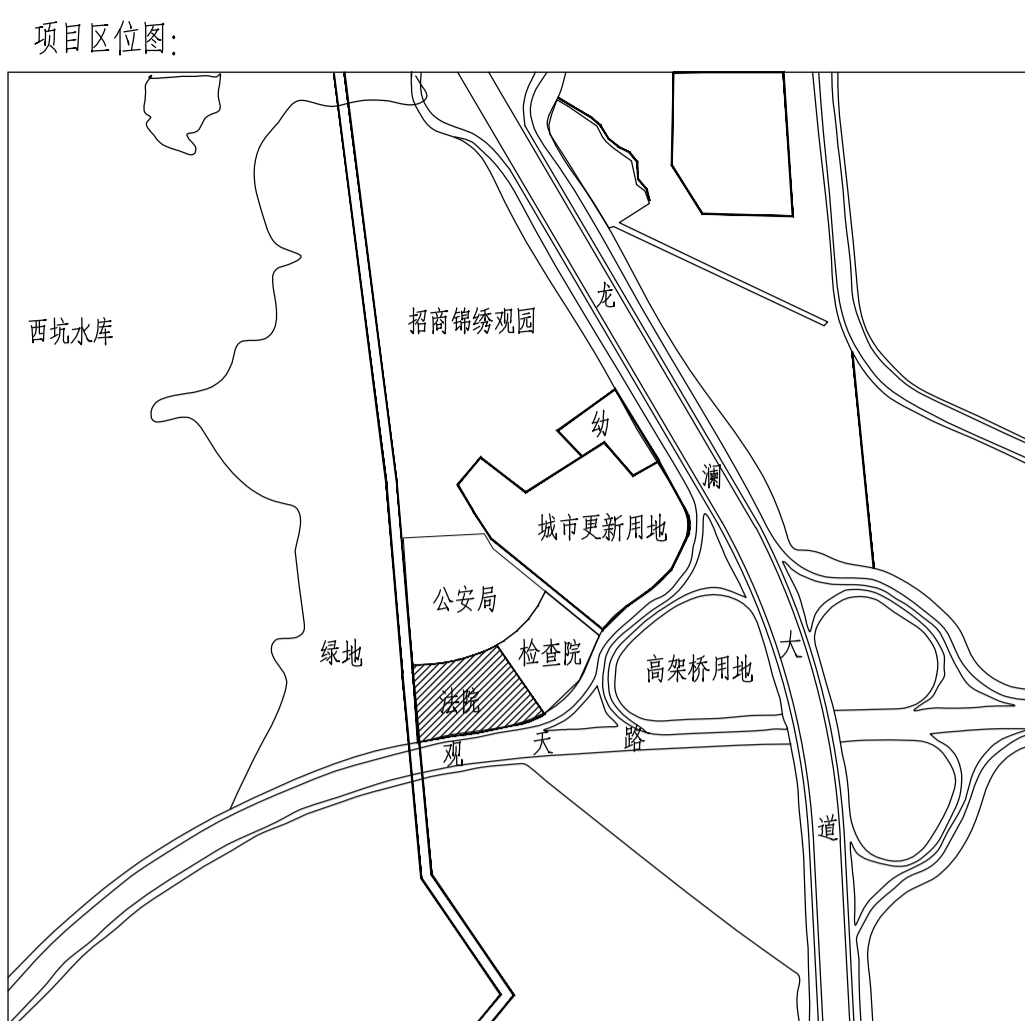 项目区位图：
龙
西坑水库
招商锦绣观园
幼
澜
城市更新用地
公安局
绿地
检查院
高架桥用地
大
法院
观天路
道